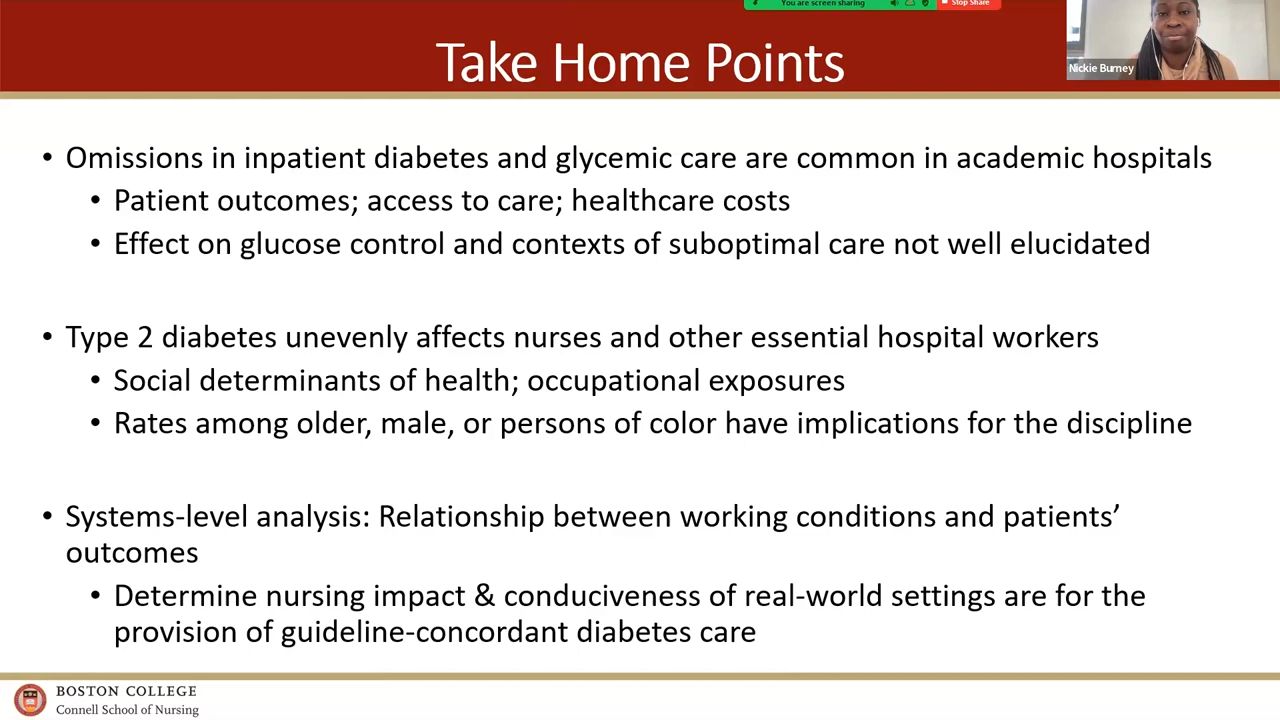 You are screen sharing
Stop Share
Take Home Points
Nickie Burney
• Omissions in inpatient diabetes and glycemic care are common in academic hospitals
• Patient outcomes; access to care; healthcare costs
• Effect on glucose control and contexts of suboptimal care not well elucidated
• Type 2 diabetes unevenly affects nurses and other essential hospital workers
• Social determinants of health; occupational exposures
• Rates among older, male, or persons of color have implications for the discipline
• Systems-level analysis: Relationship between working conditions and patients’
outcomes
• Determine nursing impact & conduciveness of real-world settings are for the
provision of guideline-concordant diabetes care
BOSTON COLLEGE
Connell School of Nursing